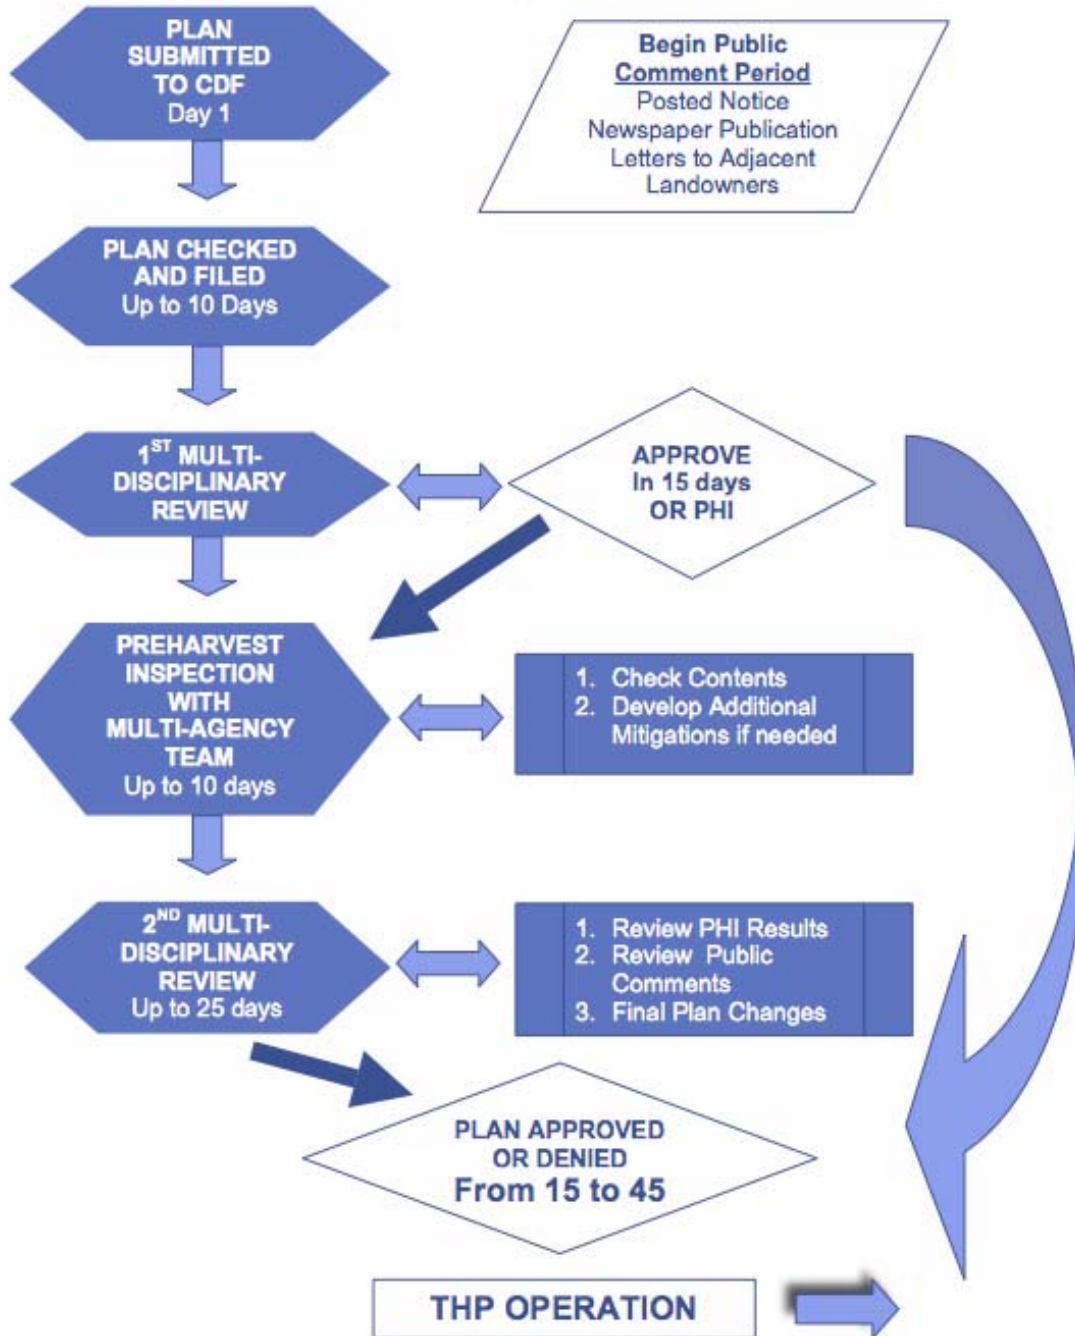 PLAN
SUBMITTED
TO CDF
Day 1
Begin Public
Comment Period
Posted Notice
Newspaper Publication
Letters to Adjacent
Landowners
PLAN CHECKED
AND FILED
Up to 10 Days
1ST MULTI-
DISCIPLINARY
REVIEW
APPROVE
In 15 days
OR PHI
PREHARVEST
INSPECTION
WITH
MULTI-AGENCY
TEAM
Up to 10 days
1. Check Contents
2. Develop Additional
Mitigations if needed
2ND MULTI-
DISCIPLINARY
REVIEW
Up to 25 days
1. Review PHI Results
2. Review Public
Comments
3. Final Plan Changes
PLAN APPROVED
OR DENIED
From 15 to 45
THP OPERATION